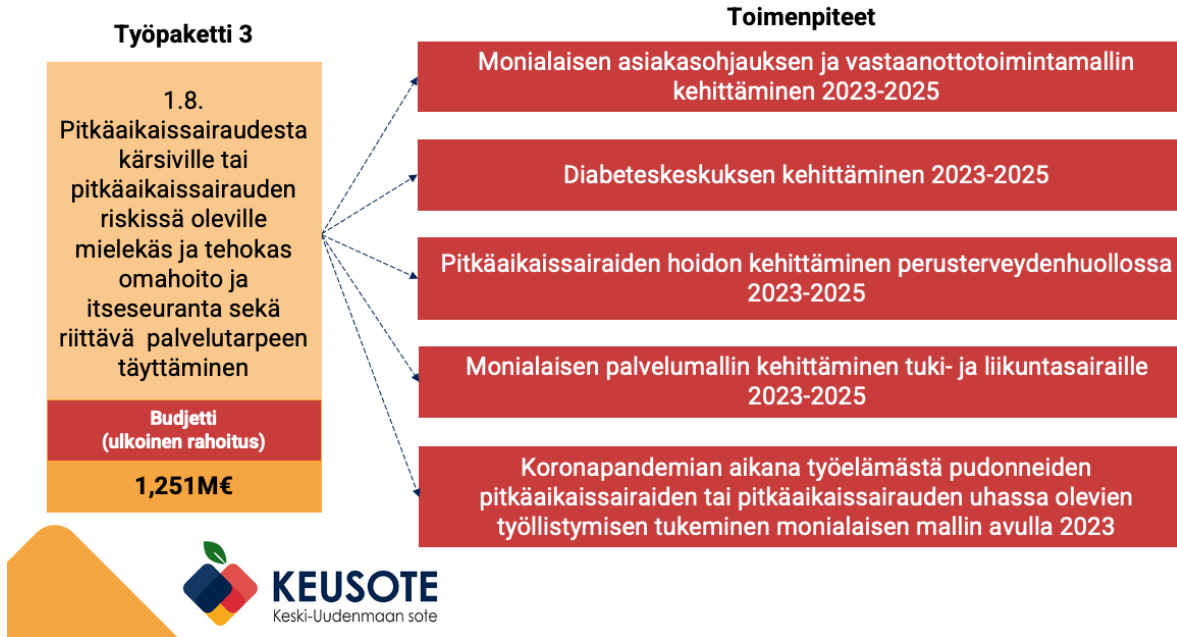 Työpaketti 3
1.8.
Pitkäaikaissairaudesta
kärsiville tai
pitkäaikaissairauden
riskissä oleville
mielekäs ja tehokas
omahoito ja
itseseuranta sekä
riittävä palvelutarpeen
täyttäminen
Budjetti
(ulkoinen rahoitus)
1,251M€
Toimenpiteet
Monialaisen asiakasohjauksen ja vastaanottotoimintamallin
kehittäminen 2023-2025
Diabeteskeskuksen kehittäminen 2023-2025
Pitkäaikaissairaiden hoidon kehittäminen perusterveydenhuollossa
2023-2025
Monialaisen palvelumallin kehittäminen tuki- ja liikuntasairaille
2023-2025
Koronapandemian aikana työelämästä pudonneiden
pitkäaikaissairaiden tai pitkäaikaissairauden uhassa olevien
työllistymisen tukeminen monialaisen mallin avulla 2023
KEUSOTE
Keski-Uudenmaan sote